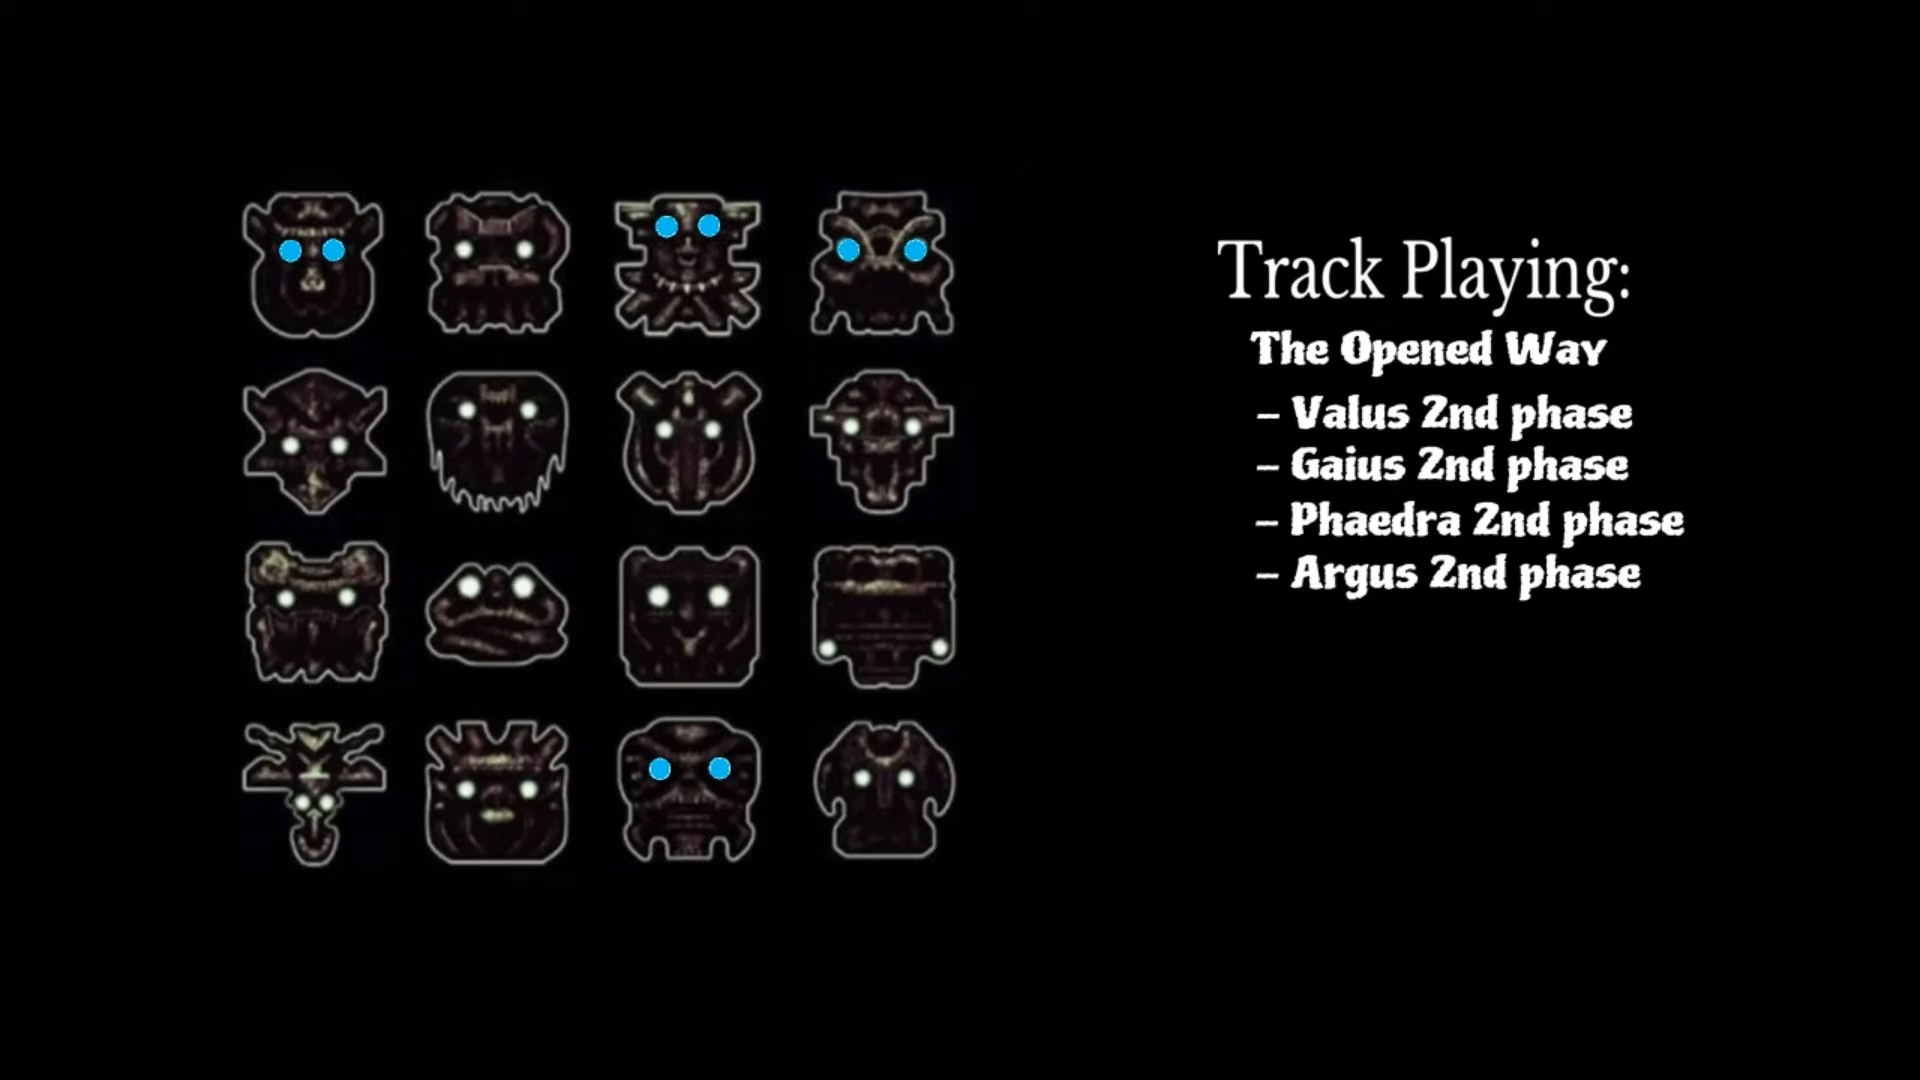 Track Playing:
The Opened Way
- Valus 2nd phase
- Gaius 2nd phase
- Phaedra 2nd phase
- Argus 2nd phase